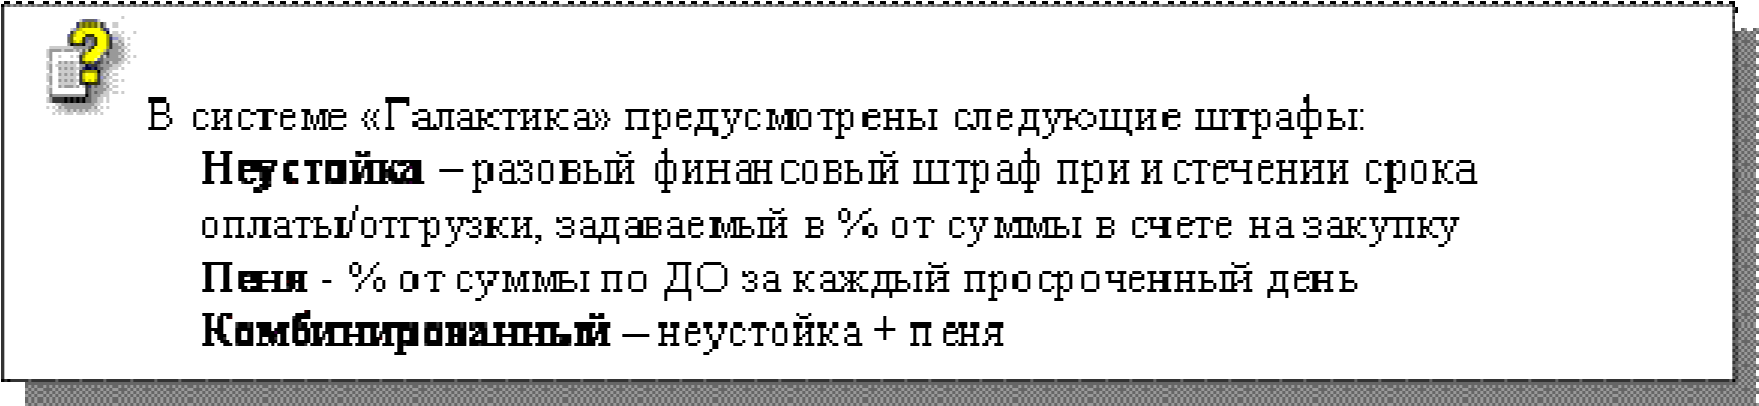 В системе «Галактика» предусмотрены следующие штрафы:
Неустойка – разовый финансовый штраф при истечении срока
оплаты/отгрузки, задаваемый в % от суммы в счете на закупку
Пеня - % от суммы по ДО за каждый просроченный день
Комбинированный – неустойка + пеня